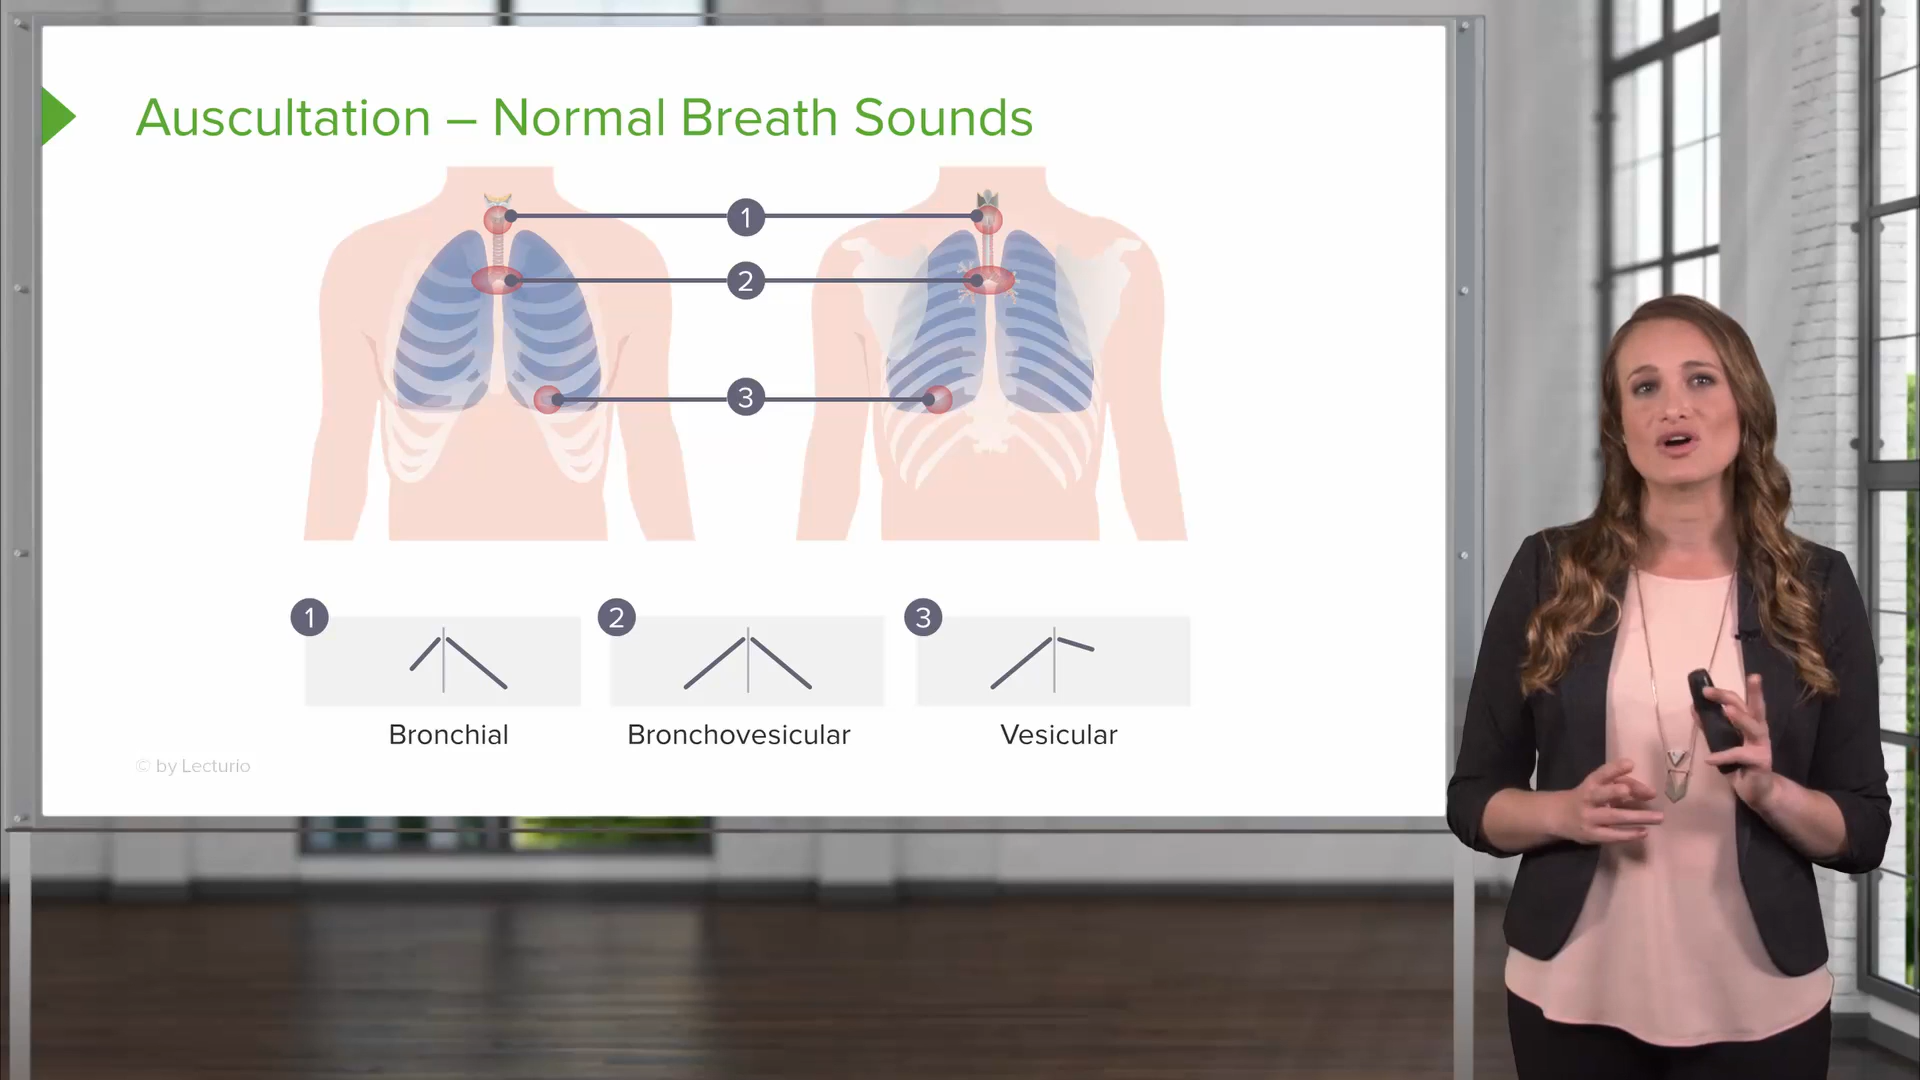 Auscultation – Normal Breath Sounds
1
2
3
1
2
3
Bronchial
Bronchovesicular
Vesicular
© by Lecturio